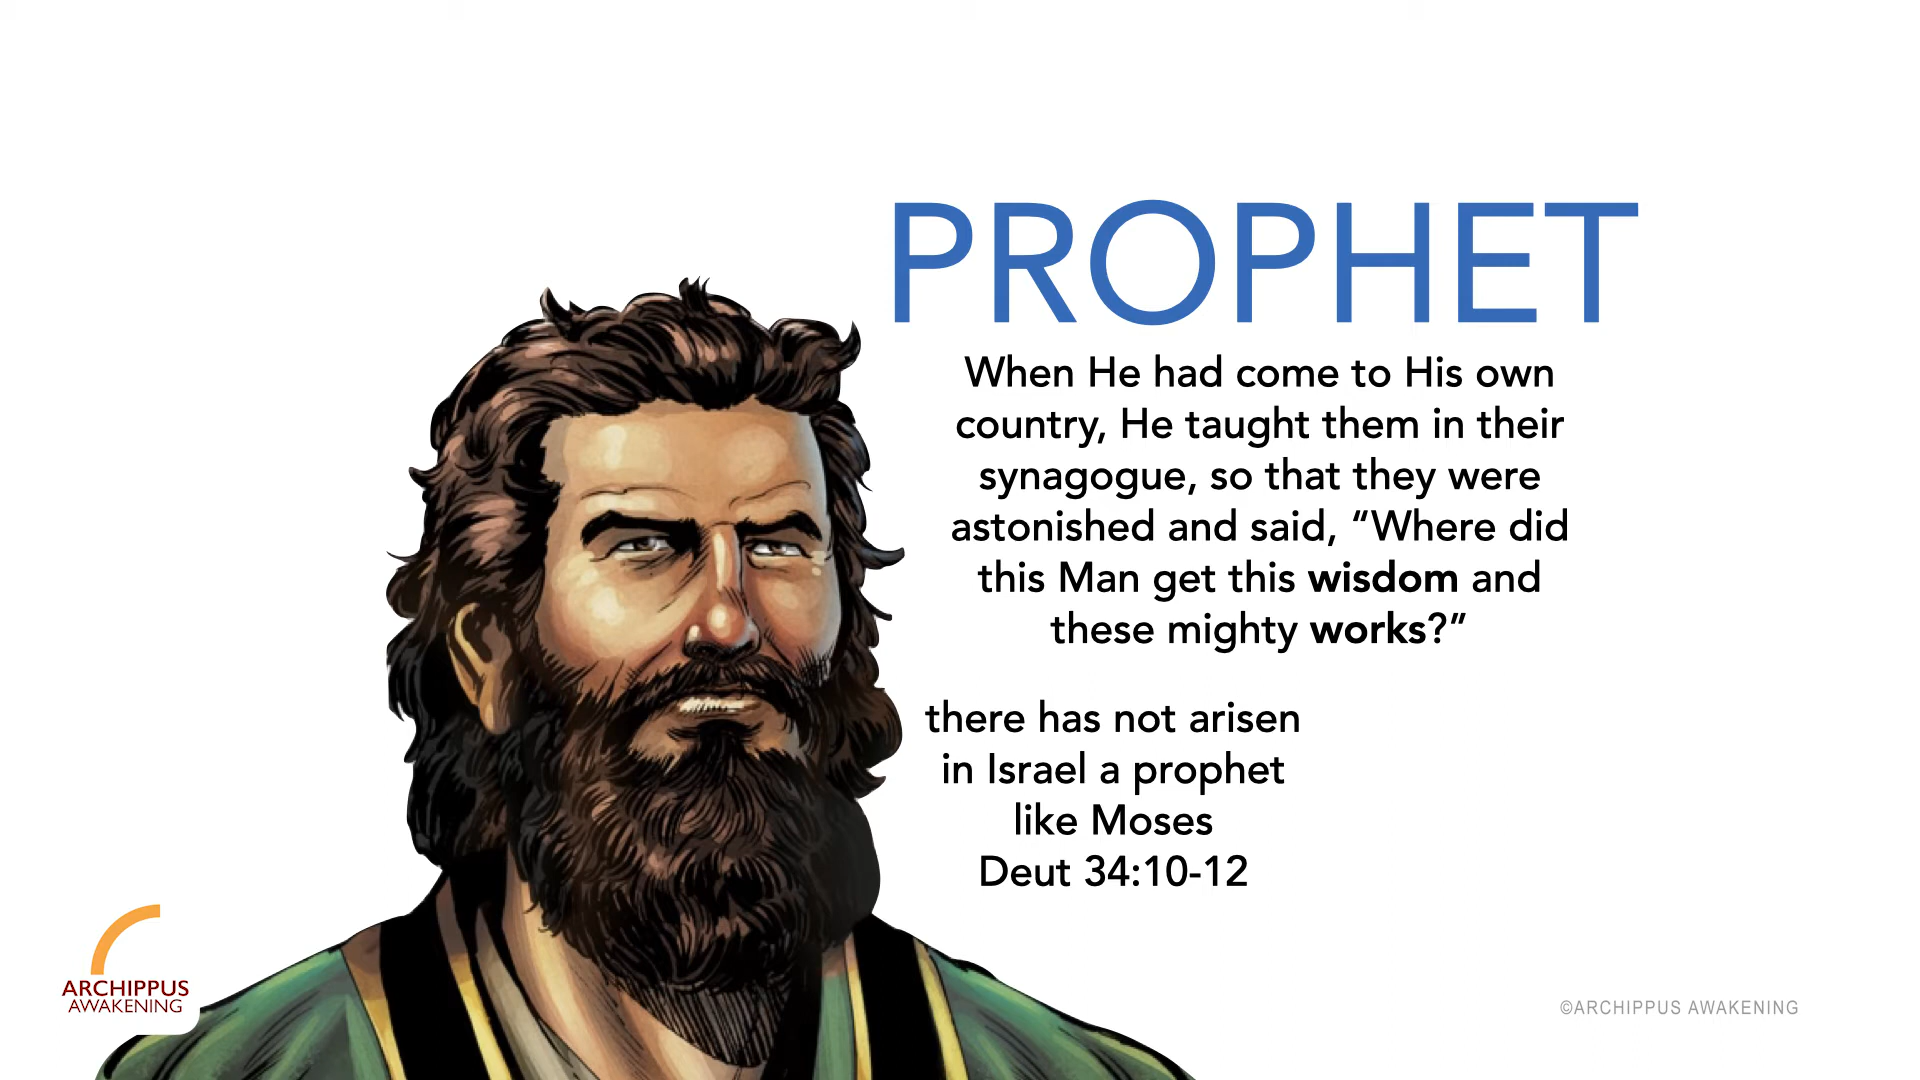 PROPHET
When He had come to His own
country, He taught them in their
synagogue, so that they were
astonished and said, “Where did
this Man get this wisdom and
these mighty works?”
there has not arisen
in Israel a prophet
like Moses
Deut 34:10-12
ARCHIPPUS
AWAKENING
©ARCHIPPUS AWAKENING